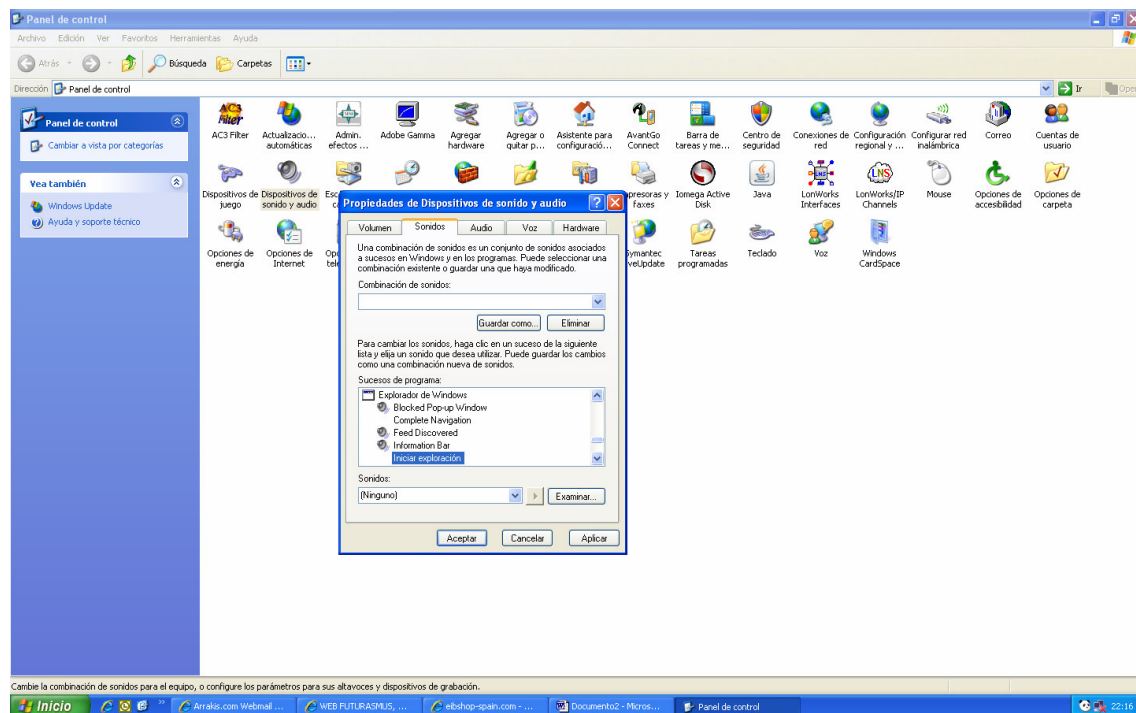 Panel de control
Archivo Edición Ver Favoritos Herramientas Ayuda
Atrás Búsqueda Carpetas
Dirección Panel de control Ir
Panel de control
Cambiar a vista por categorías
Vea también
Windows Update
Ayuda y soporte técnico
AC3 Filter
Actualizacio...
automáticas
Admin.
efectos ...
Adobe Gamma
Agregar
hardware
Agregar o
quitar p...
Asistente para
configuració...
AvantGo
Connect
Barra de
tareas y me...
Centro de
seguridad
Conexiones de
red
Configuración
regional y ...
Configurar red
inalámbrica
Correo
Cuentas de
usuario
Dispositivos de
juego
Dispositivos de
sonido y audio
faxes
Iomega Active
Disk
Java
LonWorks
Interfaces
LonWorks/IP
Channels
Mouse
Opciones de
accesibilidad
Opciones de
carpeta
Opciones de
energía
Opciones de
Internet
Tareas
programadas
Teclado
Voz
Windows
CardSpace
Propiedades de Dispositivos de sonido y audio
Volumen Sonidos Audio Voz Hardware
Una combinación de sonidos es un conjunto de sonidos asociados
a sucesos en Windows y en los programas. Puede seleccionar una
combinación existente o guardar una que haya modificado.
Combinación de sonidos:
Guardar como... Eliminar
Para cambiar los sonidos, haga clic en un suceso de la siguiente
lista y elija un sonido que desea utilizar. Puede guardar los cambios
como una combinación nueva de sonidos.
Sucesos de programa:
Explorador de Windows
Blocked Pop-up Window
Complete Navigation
Feed Discovered
Information Bar
Iniciar exploración
Sonidos:
(Ninguno) Examinar...
Aceptar Cancelar Aplicar
Cambie la combinación de sonidos para el equipo, o configure los parámetros para sus altavoces y dispositivos de grabación.
Inicio Arrakis.com Webmail ... WEB FUTURASMUS, ... eibshop-spain.com - ... Documento2 - Micros... Panel de control 22:16